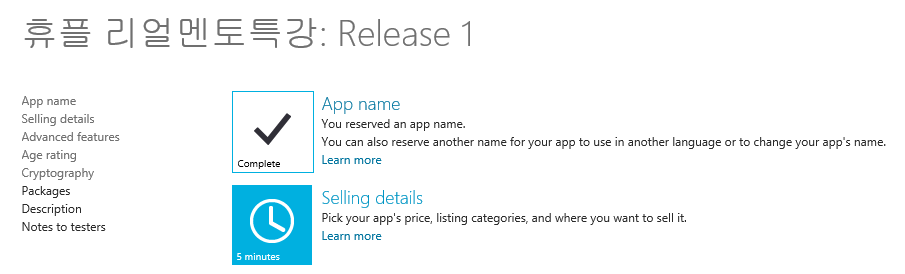 휴플 리얼멘토특강: Release 1
App name
Selling details
Advanced features
Age rating
Cryptography
Packages
Description
Notes to testers
Complete
App name
You reserved an app name.
You can also reserve another name for your app to use in another language or to change your app's name.
Learn more
5 minutes
Selling details
Pick your app's price, listing categories, and where you want to sell it.
Learn more